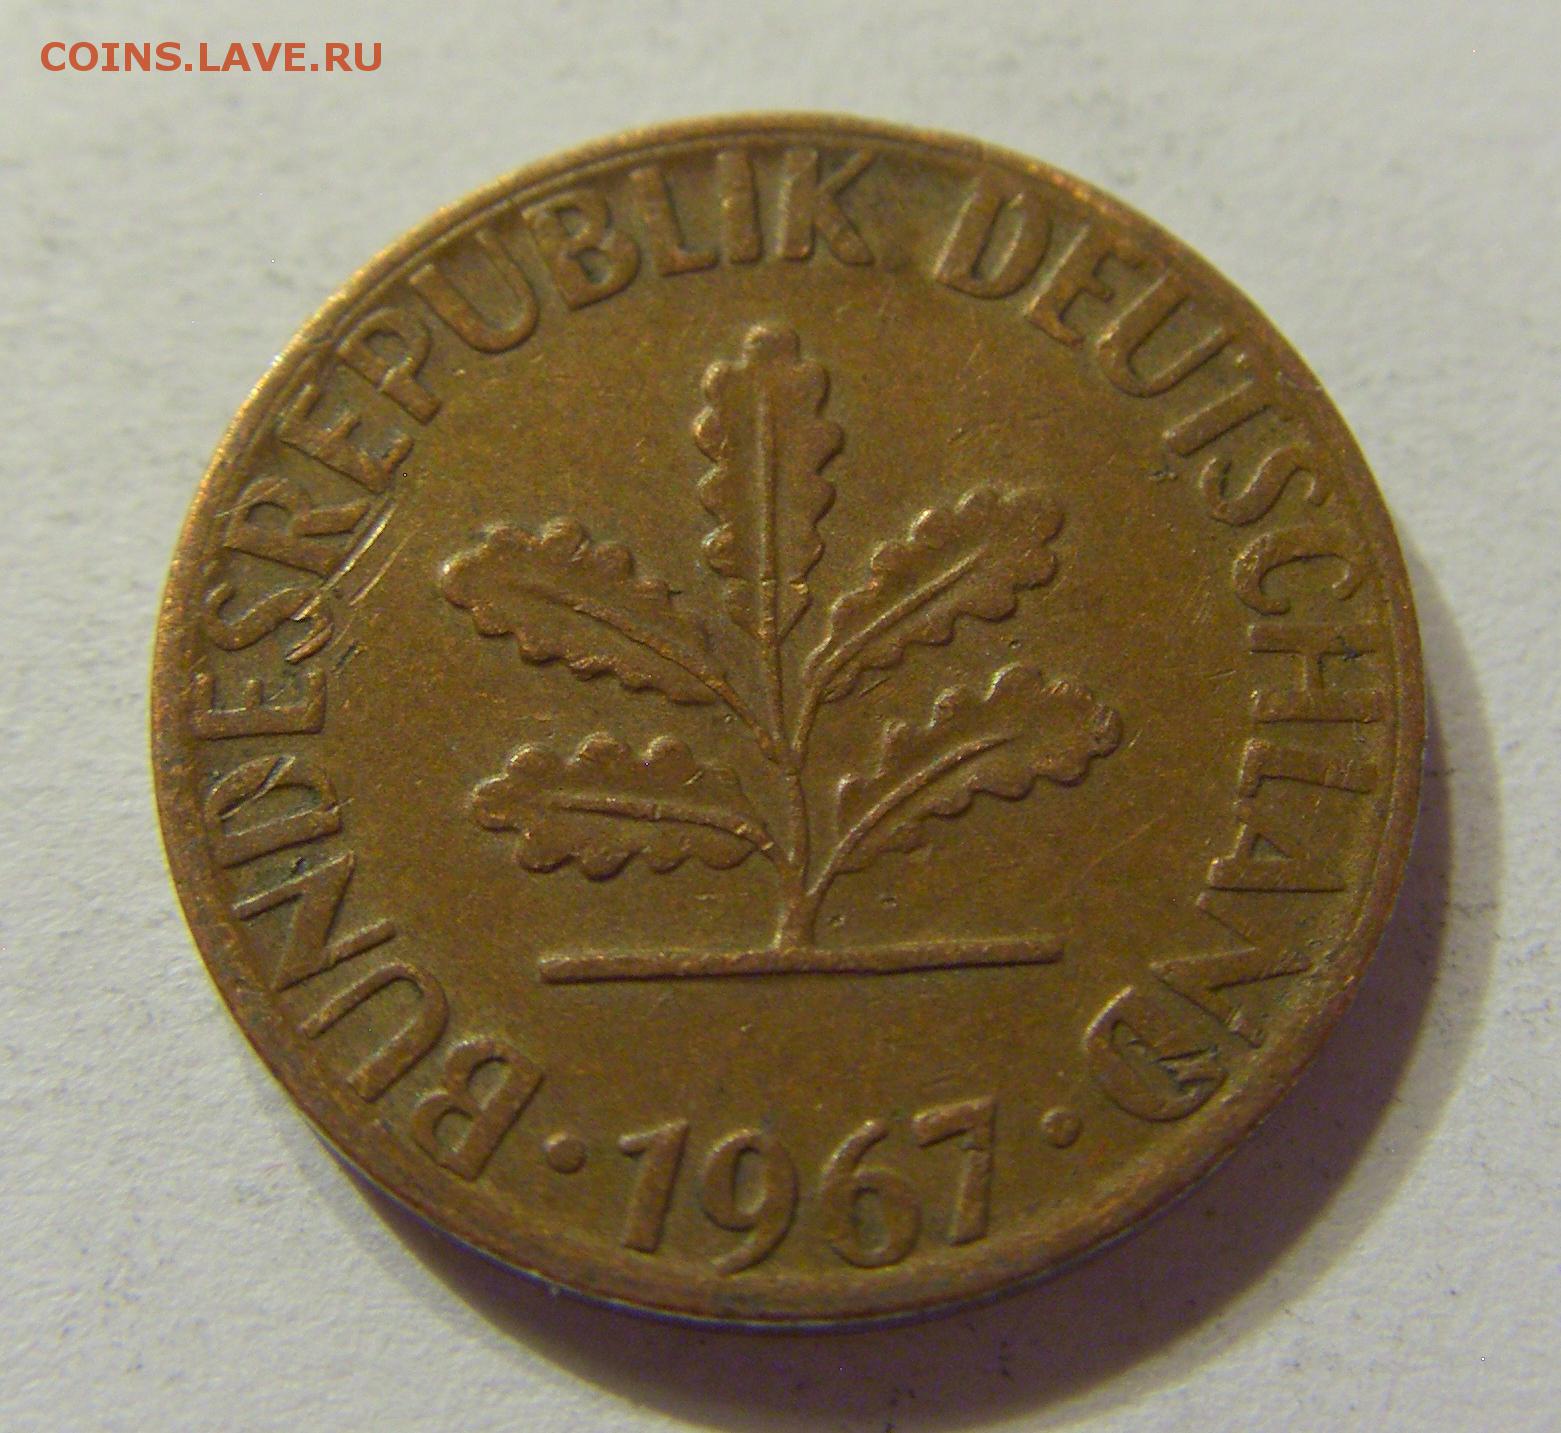 COINS.LAVE.RU
BUNDESREPUBLIK DEUTSCHLAND
· 1967 ·